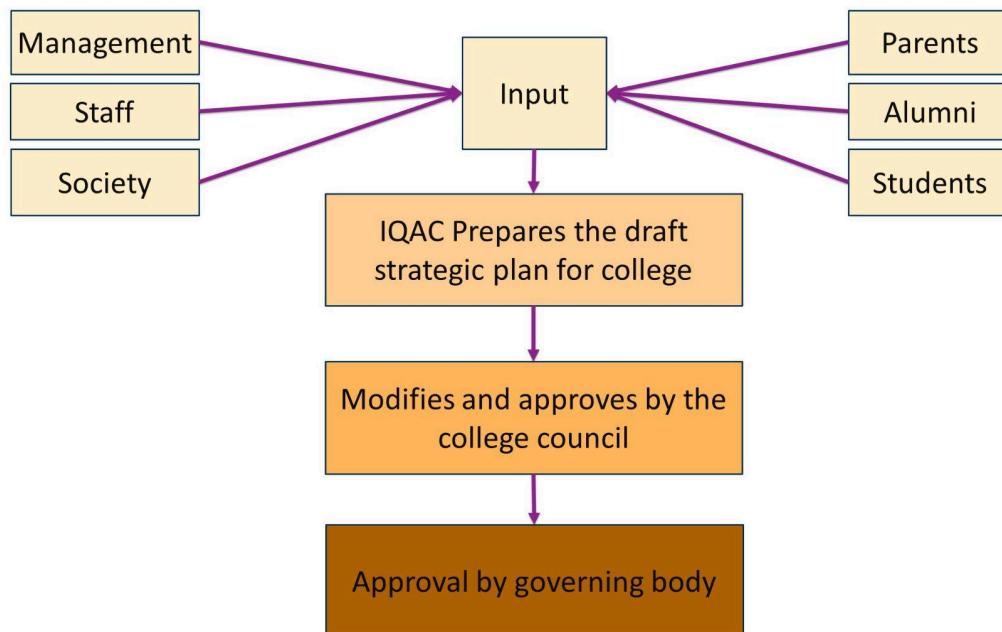 Management
Staff
Society
Input
Parents
Alumni
Students
IQAC Prepares the draft
strategic plan for college
Modifies and approves by the
college council
Approval by governing body